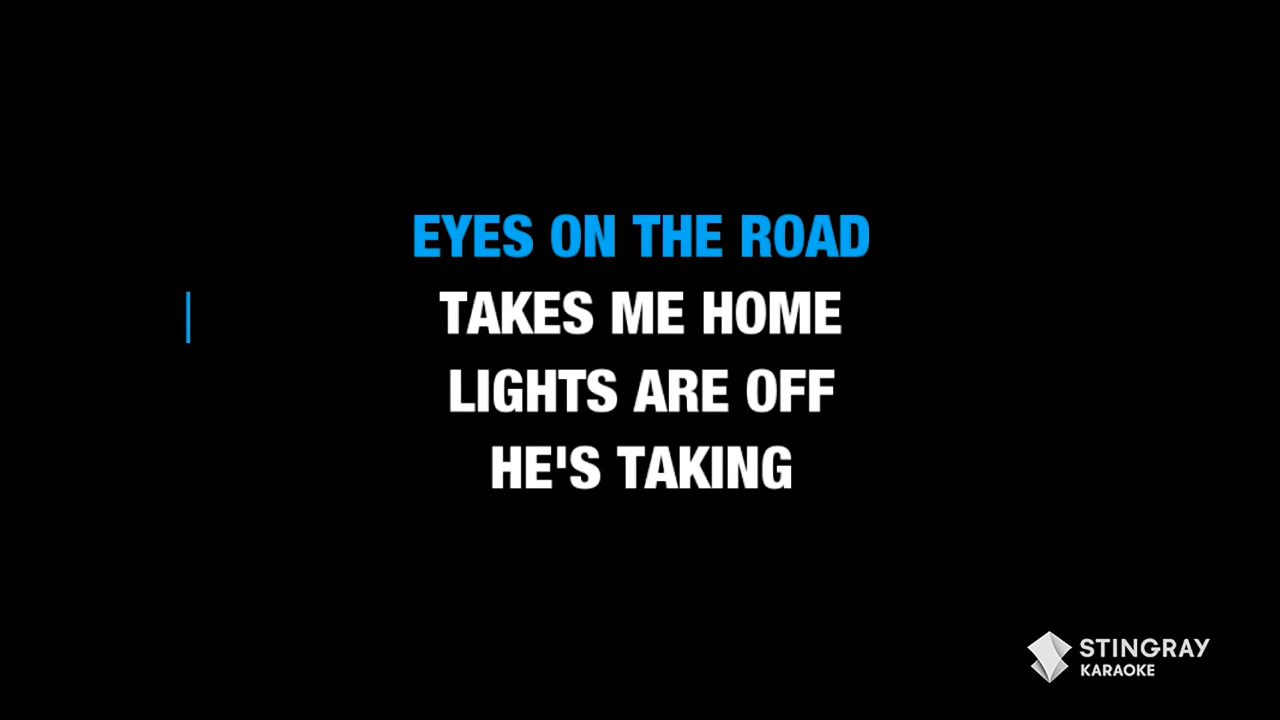 EYES ON THE ROAD
TAKES ME HOME
LIGHTS ARE OFF
HE'S TAKING
STINGRAY
KARAOKE